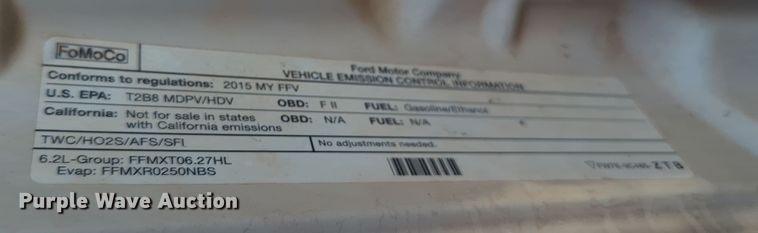 FoMoCo
Ford Motor Company
VEHICLE EMISSION CONTROL INFORMATION
Conforms to regulations: 2015 MY FFV
U.S. EPA: T2B8 MDPV/HDV OBD: F II FUEL: Gasoline/Ethanol
California: Not for sale in states with California emissions OBD: N/A FUEL: N/A
TWC/HO2S/AFS/SFI No adjustments needed.
6.2L-Group: FFMXT06.27HL
Evap: FFMXR0250NBS
ZTB
Purple Wave Auction